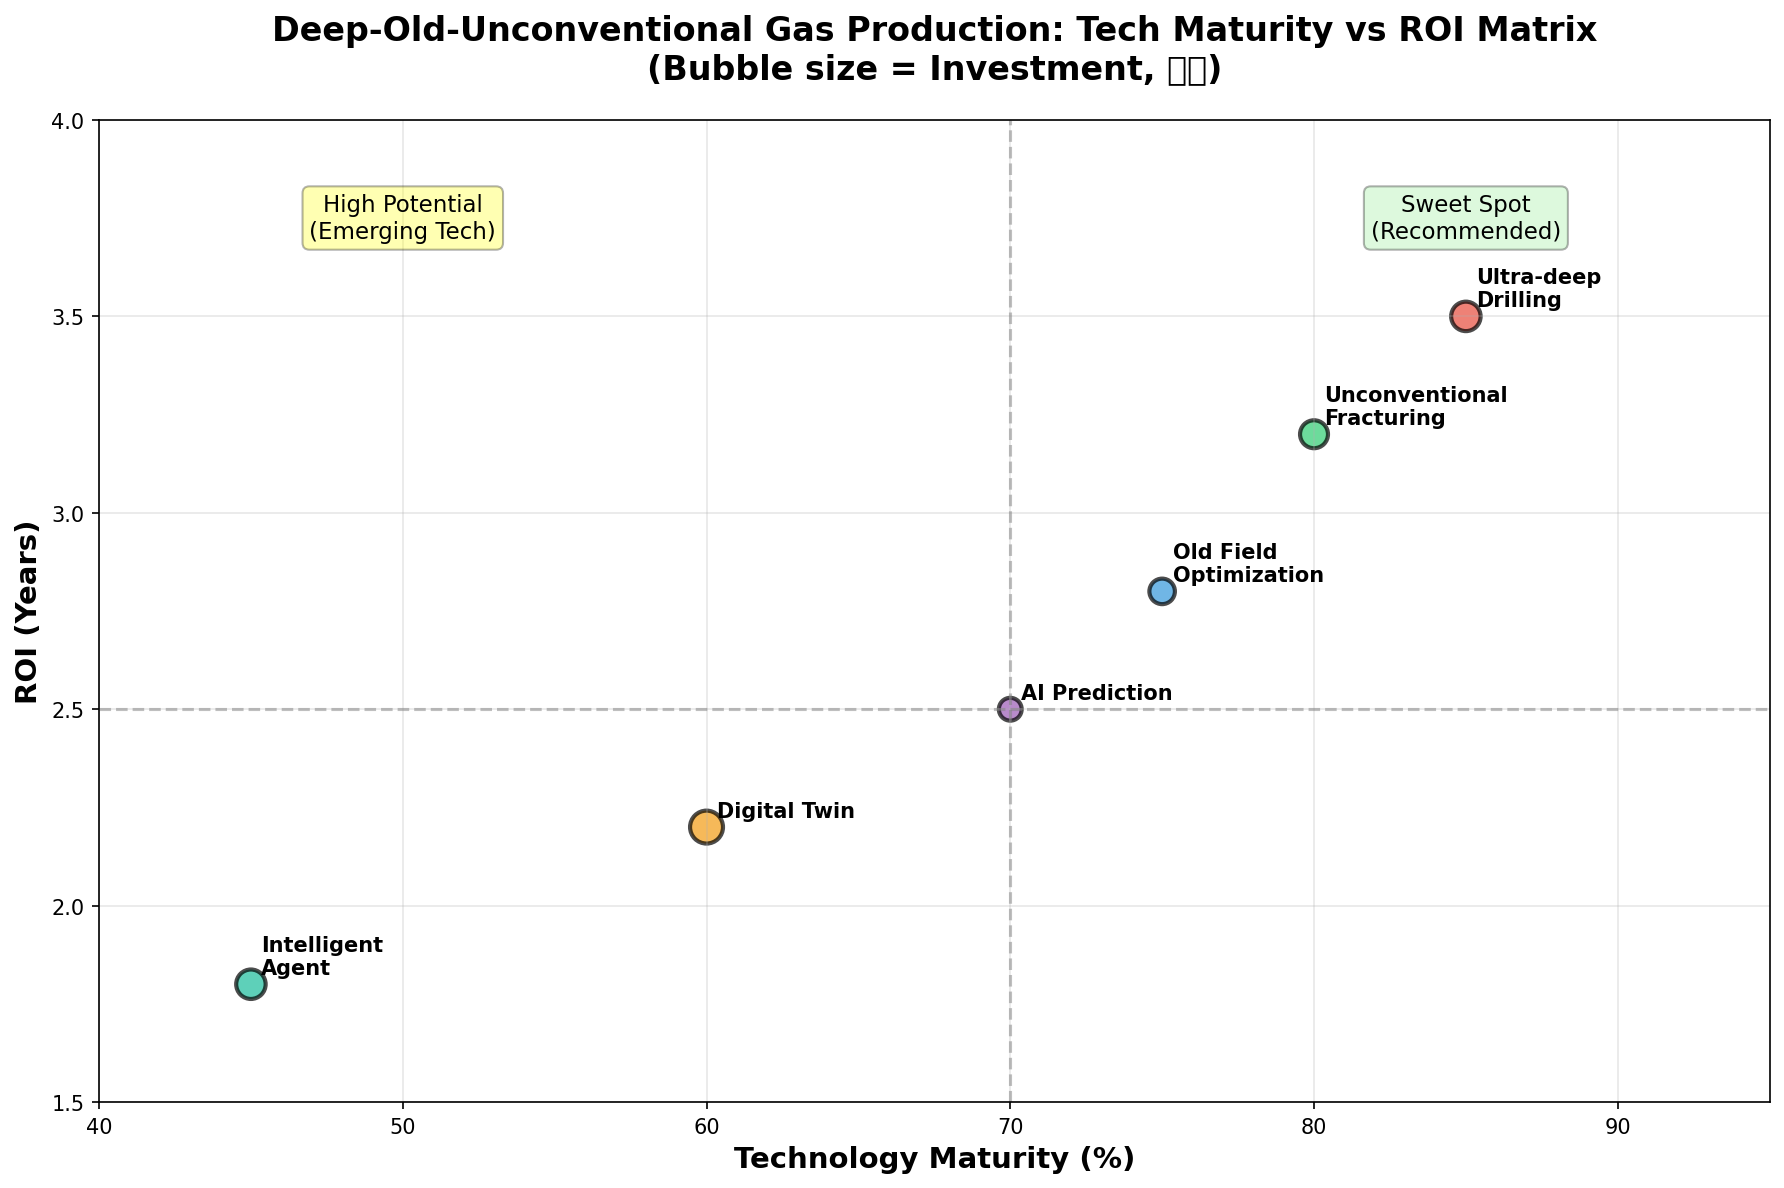 Deep-Old-Unconventional Gas Production: Tech Maturity vs ROI Matrix
(Bubble size = Investment, )
4.0
High Potential
(Emerging Tech)
Sweet Spot
(Recommended)
Ultra-deep
Drilling
3.5
Unconventional
Fracturing
3.0
Old Field
Optimization
AI Prediction
2.5
Digital Twin
2.0
Intelligent
Agent
1.5
ROI (Years)
40
50
60
70
80
90
Technology Maturity (%)